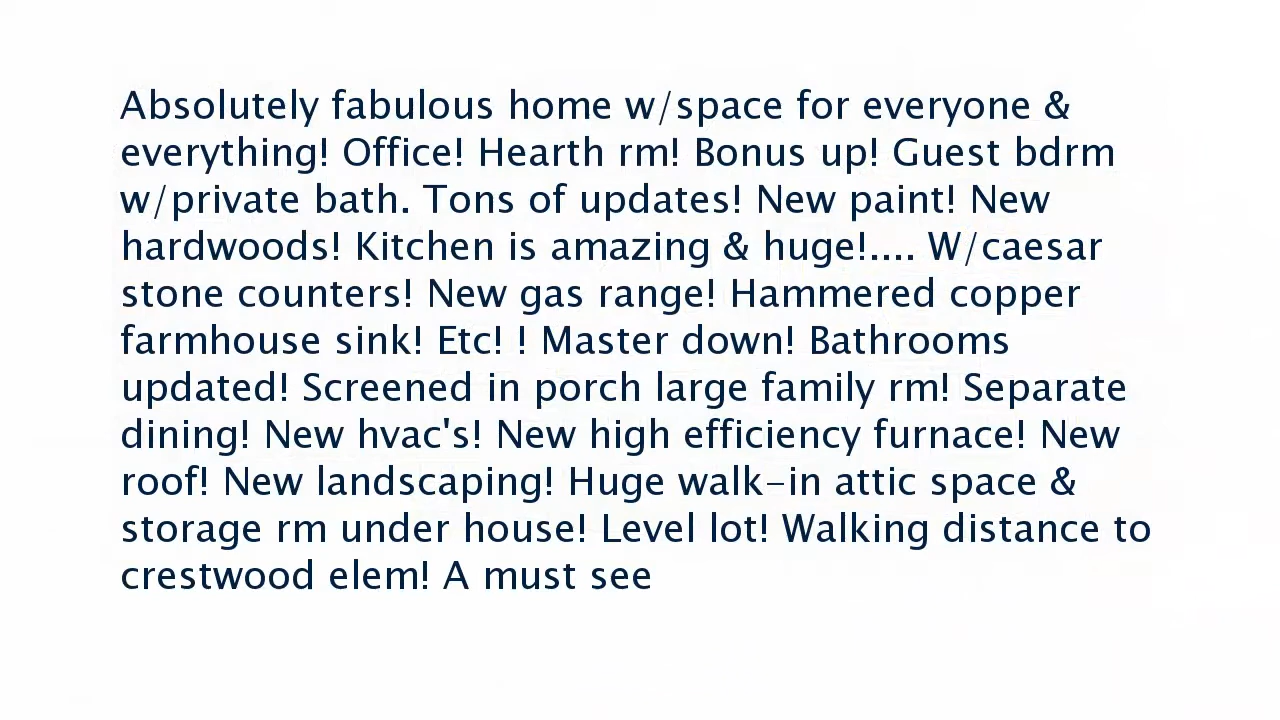 Absolutely fabulous home w/space for everyone &
everything! Office! Hearth rm! Bonus up! Guest bdrm
w/private bath. Tons of updates! New paint! New
hardwoods! Kitchen is amazing & huge!.... W/caesar
stone counters! New gas range! Hammered copper
farmhouse sink! Etc! ! Master down! Bathrooms
updated! Screened in porch large family rm! Separate
dining! New hvac's! New high efficiency furnace! New
roof! New landscaping! Huge walk-in attic space &
storage rm under house! Level lot! Walking distance to
crestwood elem! A must see